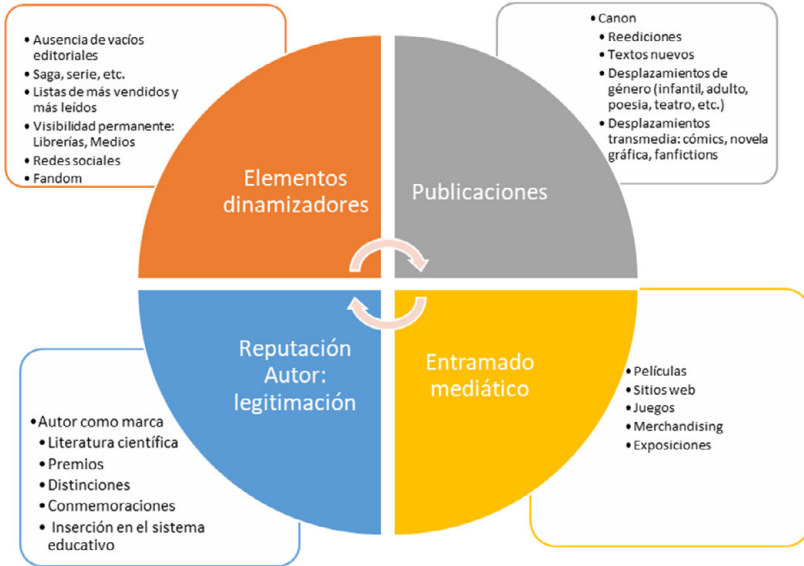 • Ausencia de vacíos
editoriales
• Saga, serie, etc.
• Listas de más vendidos y
más leídos
• Visibilidad permanente:
Librerías, Medios
• Redes sociales
• Fandom
Elementos
dinamizadores
• Canon
• Reediciones
• Textos nuevos
• Desplazamientos de
género (infantil, adulto,
poesia, teatro, etc.)
• Desplazamientos
transmedia: cómics, novela
gráfica, fanfictions
Publicaciones
Reputación
Autor:
legitimación
• Autor como marca
• Literatura científica
• Premios
• Distinciones
• Conmemoraciones
• Inserción en el sistema
educativo
Entramado
mediático
• Películas
• Sitios web
• Juegos
• Merchandising
• Exposiciones